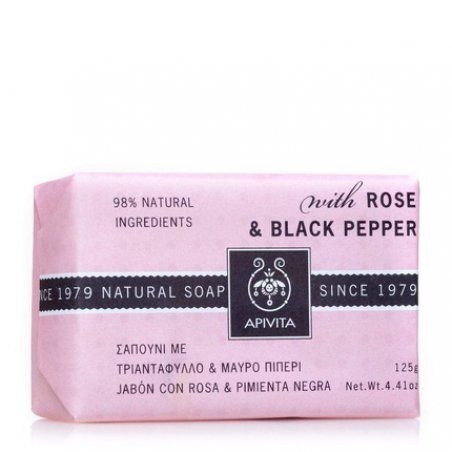 98% NATURAL
INGREDIENTS
with ROSE
& BLACK PEPPER
NCE 1979 NATURAL SOAP
APIVITA
SINCE 1979
ΣΑΠΟΥΝΙ ΜΕ
ΤΡΙΑΝΤΑΦΥΛΛΟ & ΜΑΥΡΟ ΠΙΠΕΡΙ
JABÓN CON ROSA & PIMIENTA NEGRA
125g
Net.Wt. 4.41oz